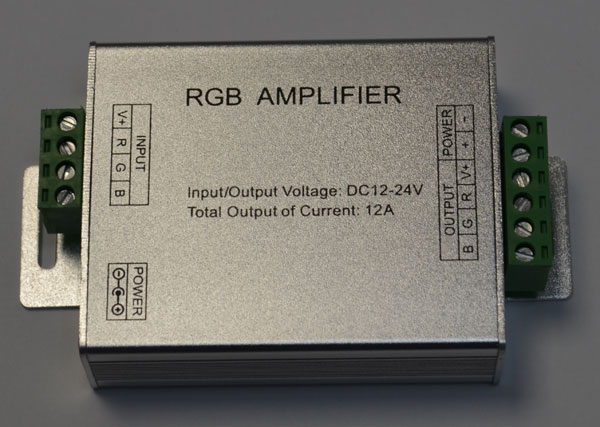 RGB AMPLIFIER
INPUT
V+ R G B
Input/Output Voltage: DC12-24V
Total Output of Current: 12A
POWER
OUTPUT POWER
B G R V+ + -